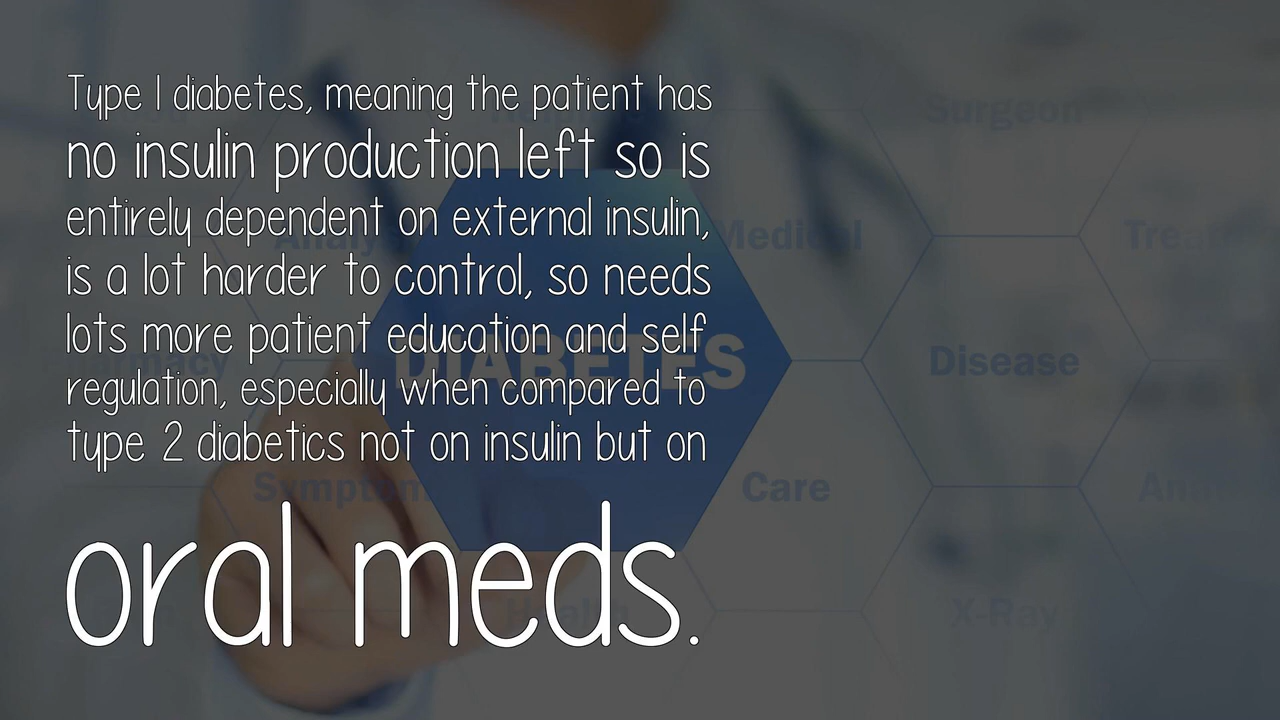 Type 1 diabetes, meaning the patient has
no insulin production left so is
entirely dependent on external insulin,
is a lot harder to control, so needs
lots more patient education and self
regulation, especially when compared to
type 2 diabetics not on insulin but on
oral meds.
Surgeon
Medical
DIABETES
Disease
Care
Health
X-Ray